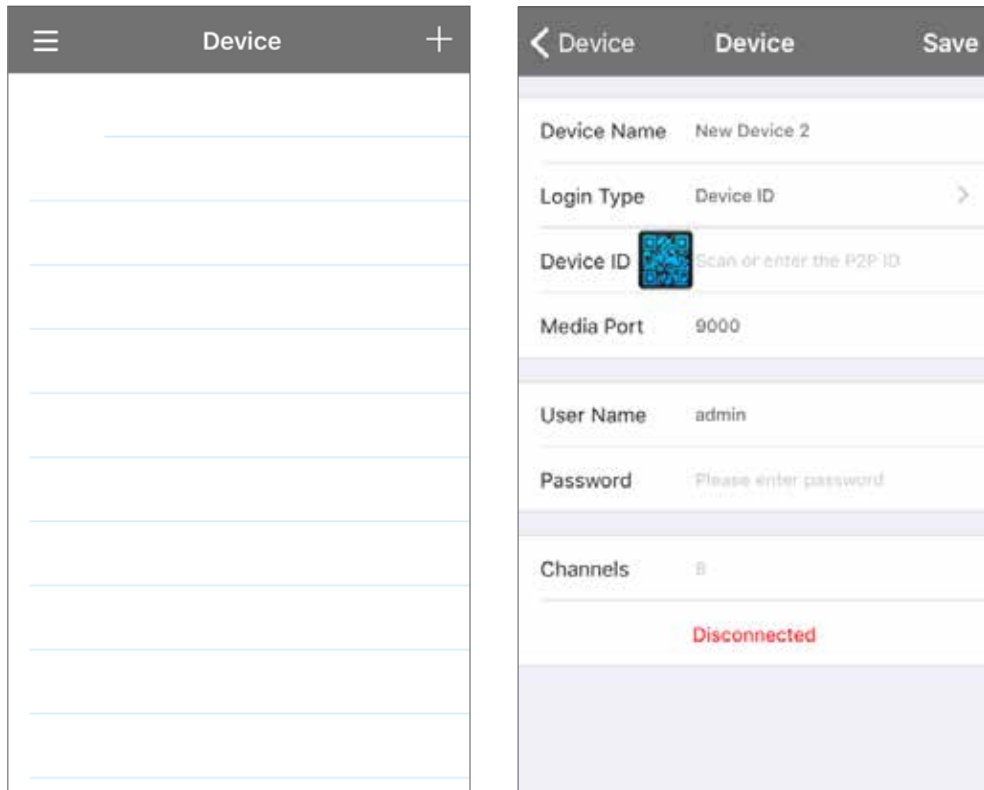 Device
Device Device Save
Device Name New Device 2
Login Type Device ID
Device ID Scan or enter the P2P ID
Media Port 9000
User Name admin
Password Please enter password
Channels 8
Disconnected